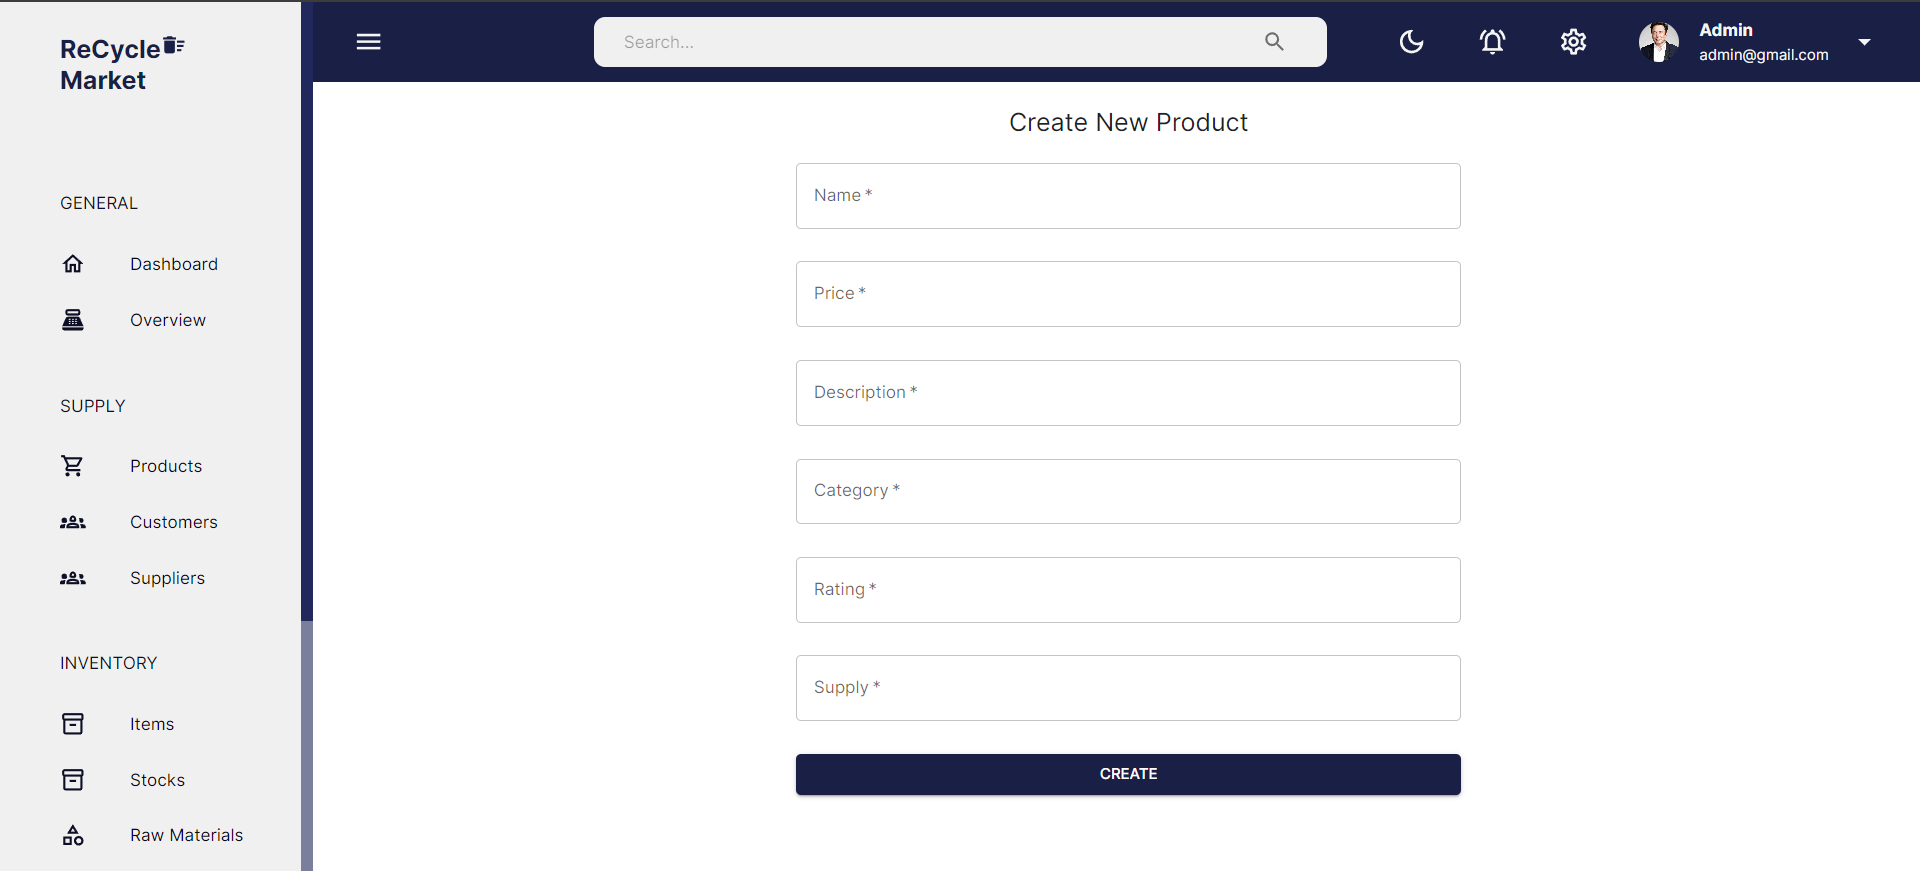 ReCycle
Market
Search...
Admin
admin@gmail.com
GENERAL
Dashboard
Overview
SUPPLY
Products
Customers
Suppliers
INVENTORY
Items
Stocks
Raw Materials
Create New Product
Name *
Price *
Description *
Category *
Rating *
Supply *
CREATE